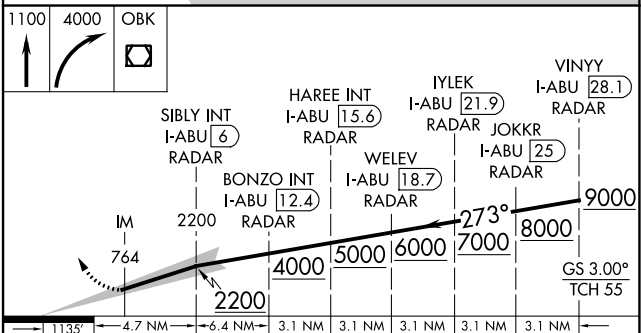 1100 4000 OBK
VINYY
I-ABU 28.1
RADAR
IYLEK
I-ABU 21.9
RADAR
HAREE INT
I-ABU 15.6
RADAR
JOKKR
I-ABU 25
RADAR
SIBLY INT
I-ABU 6
RADAR
WELEV
I-ABU 18.7
RADAR
BONZO INT
I-ABU 12.4
RADAR
IM
764
2200
2200
4000
5000
6000
273°
7000
8000
9000
GS 3.00°
TCH 55
1135' 4.7 NM 6.4 NM 3.1 NM 3.1 NM 3.1 NM 3.1 NM 3.1 NM